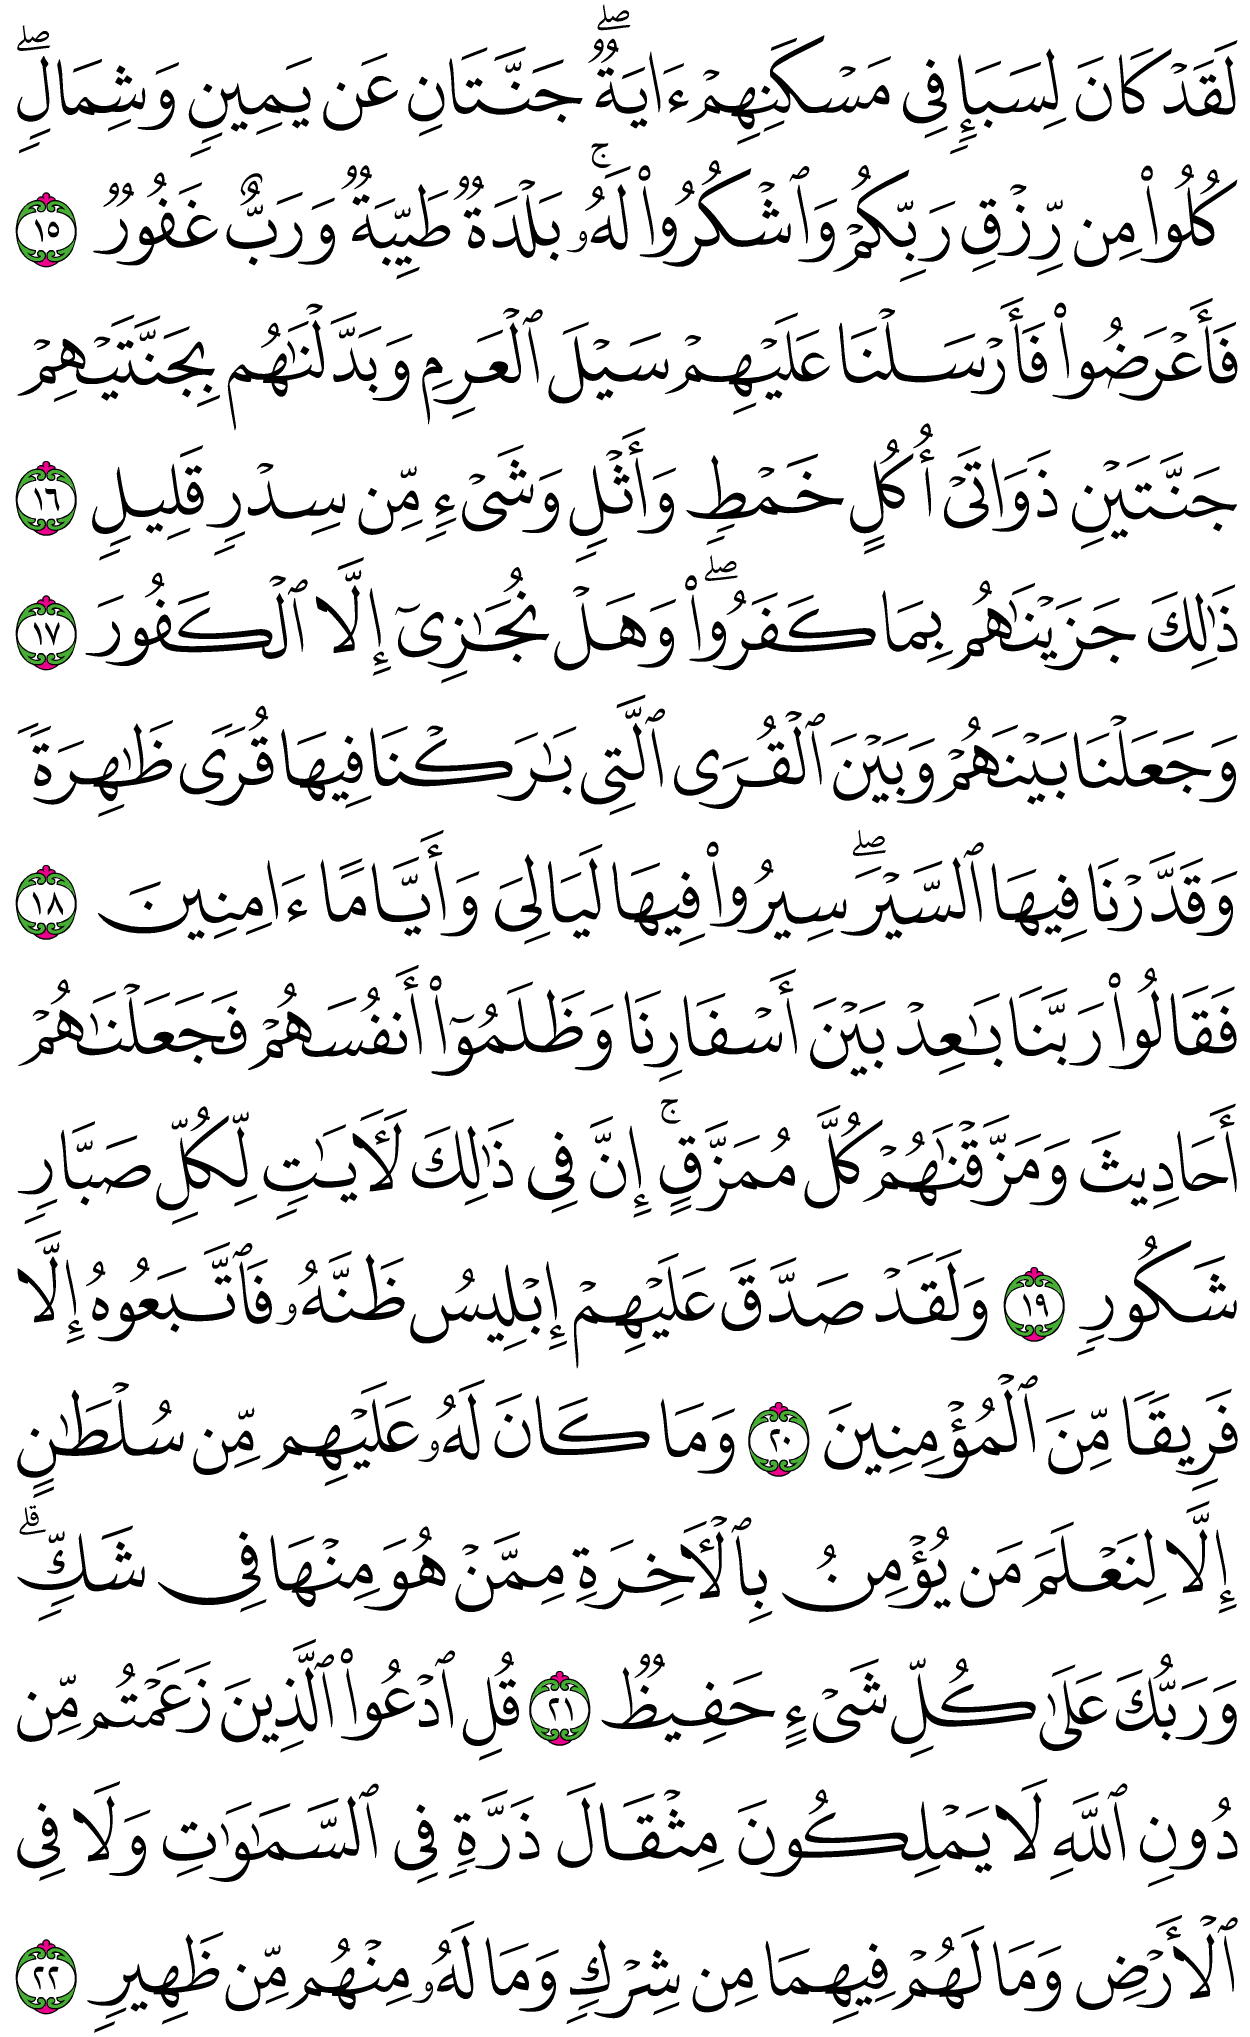 لَقَدۡ كَانَ لِسَبَإٖ فِي مَسۡكَنِهِمۡ ءَايَةٞۖ جَنَّتَانِ عَن يَمِينٖ وَشِمَالٖۖ
كُلُواْ مِن رِّزۡقِ رَبِّكُمۡ وَٱشۡكُرُواْ لَهُۥۚ بَلۡدَةٞ طَيِّبَةٞ وَرَبٌّ غَفُورٞ ١٥
فَأَعۡرَضُواْ فَأَرۡسَلۡنَا عَلَيۡهِمۡ سَيۡلَ ٱلۡعَرِمِ وَبَدَّلۡنَٰهُم بِجَنَّتَيۡهِمۡ
جَنَّتَيۡنِ ذَوَاتَيۡ أُكُلٍ خَمۡطٖ وَأَثۡلٖ وَشَيۡءٖ مِّن سِدۡرٖ قَلِيلٖ ١٦
ذَٰلِكَ جَزَيۡنَٰهُم بِمَا كَفَرُواْۖ وَهَلۡ نُجَٰزِيٓ إِلَّا ٱلۡكَفُورَ ١٧
وَجَعَلۡنَا بَيۡنَهُمۡ وَبَيۡنَ ٱلۡقُرَى ٱلَّتِي بَٰرَكۡنَا فِيهَا قُرٗى ظَٰهِرَةٗ
وَقَدَّرۡنَا فِيهَا ٱلسَّيۡرَۖ سِيرُواْ فِيهَا لَيَالِيَ وَأَيَّامًا ءَامِنِينَ ١٨
فَقَالُواْ رَبَّنَا بَٰعِدۡ بَيۡنَ أَسۡفَارِنَا وَظَلَمُوٓاْ أَنفُسَهُمۡ فَجَعَلۡنَٰهُمۡ
أَحَادِيثَ وَمَزَّقۡنَٰهُمۡ كُلَّ مُمَزَّقٍۚ إِنَّ فِي ذَٰلِكَ لَأٓيَٰتٖ لِّكُلِّ صَبَّارٖ
شَكُورٖ ١٩ وَلَقَدۡ صَدَّقَ عَلَيۡهِمۡ إِبۡلِيسُ ظَنَّهُۥ فَٱتَّبَعُوهُ إِلَّا
فَرِيقٗا مِّنَ ٱلۡمُؤۡمِنِينَ ٢٠ وَمَا كَانَ لَهُۥ عَلَيۡهِم مِّن سُلۡطَٰنٍ
إِلَّا لِنَعۡلَمَ مَن يُؤۡمِنُ بِٱلۡأٓخِرَةِ مِمَّنۡ هُوَ مِنۡهَا فِي شَكّٖۗ
وَرَبُّكَ عَلَىٰ كُلِّ شَيۡءٍ حَفِيظٞ ٢١ قُلِ ٱدۡعُواْ ٱلَّذِينَ زَعَمۡتُم مِّن
دُونِ ٱللَّهِ لَا يَمۡلِكُونَ مِثۡقَالَ ذَرَّةٖ فِي ٱلسَّمَٰوَٰتِ وَلَا فِي
ٱلۡأَرۡضِ وَمَا لَهُمۡ فِيهِمَا مِن شِرۡكٖ وَمَا لَهُۥ مِنۡهُم مِّن ظَهِيرٖ ٢٢